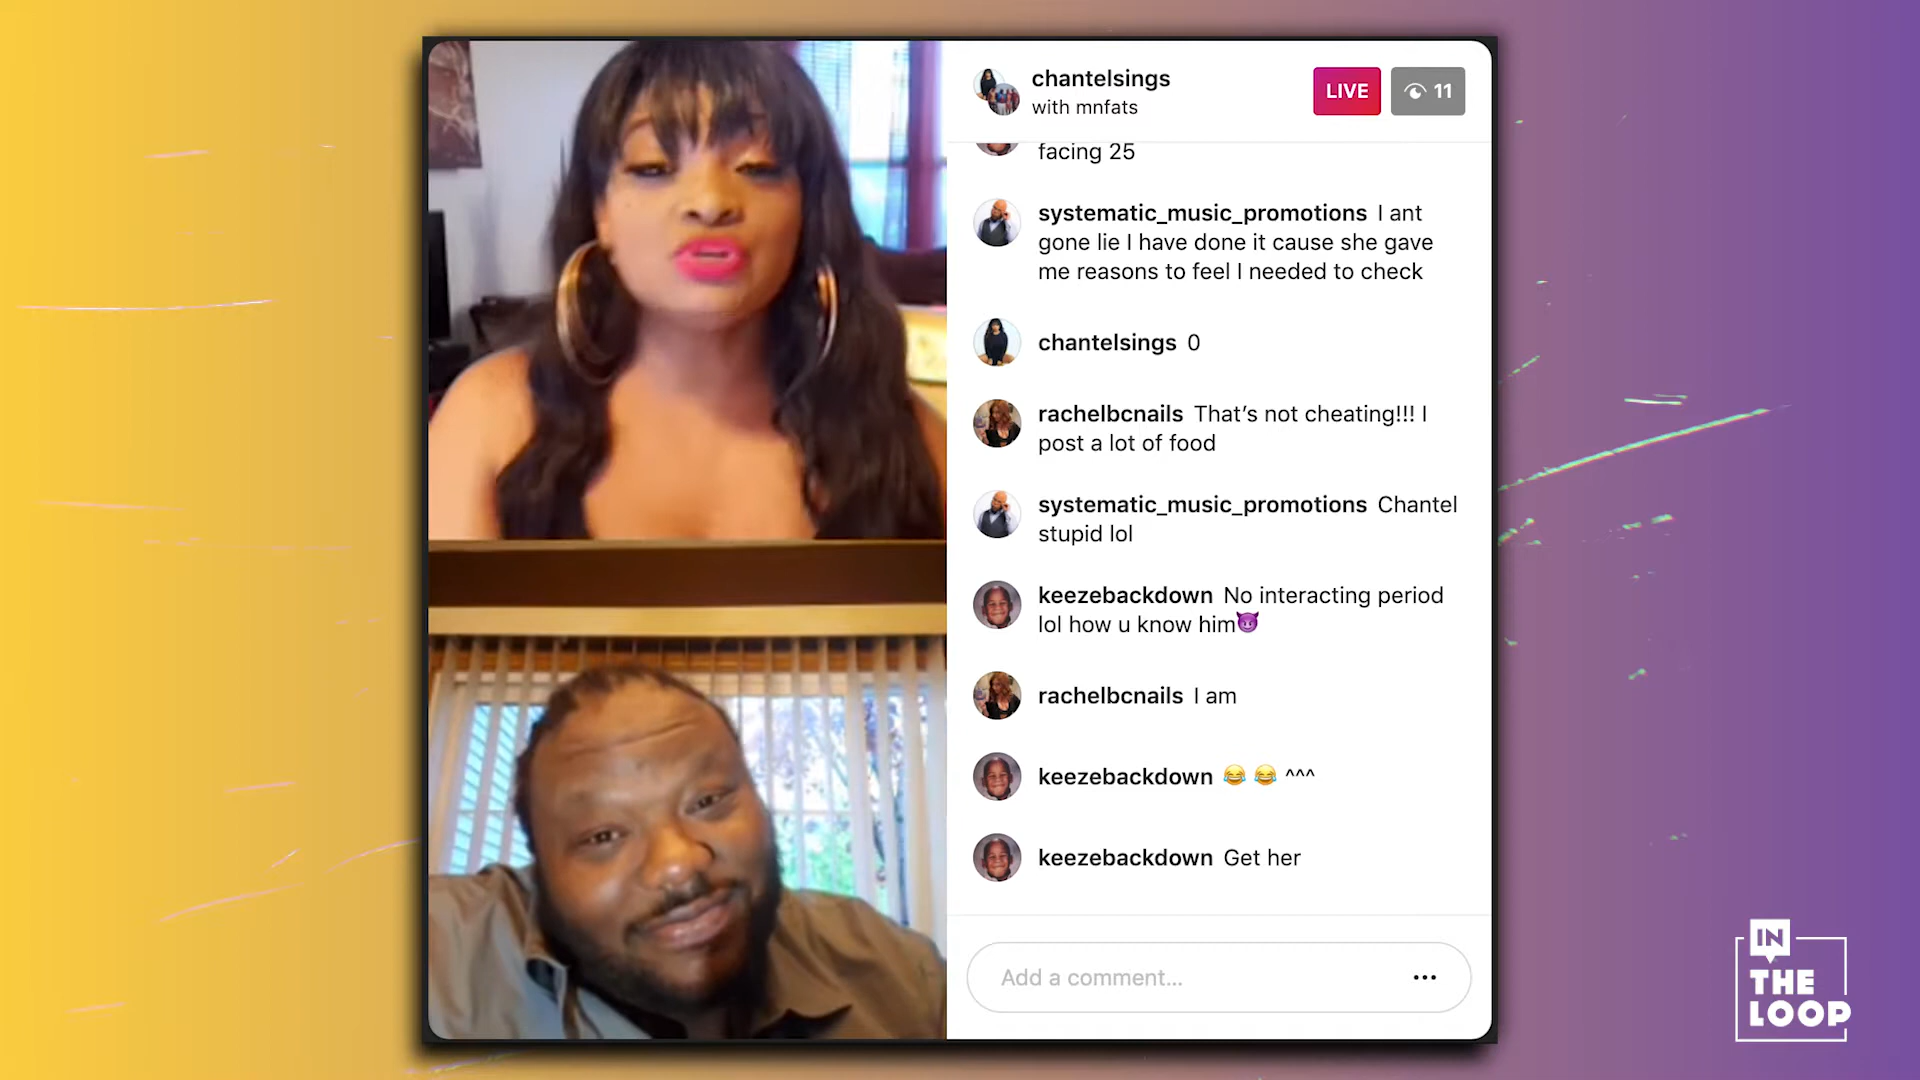 chantelsings
with mnfats
LIVE
11
facing 25
systematic_music_promotions I ant
gone lie I have done it cause she gave
me reasons to feel I needed to check
chantelsings 0
rachelbcnails That’s not cheating!!! I
post a lot of food
systematic_music_promotions Chantel
stupid lol
keezebackdown No interacting period
lol how u know him😈
rachelbcnails I am
keezebackdown 😂 😂 ^^^
keezebackdown Get her
Add a comment...
IN
THE
LOOP